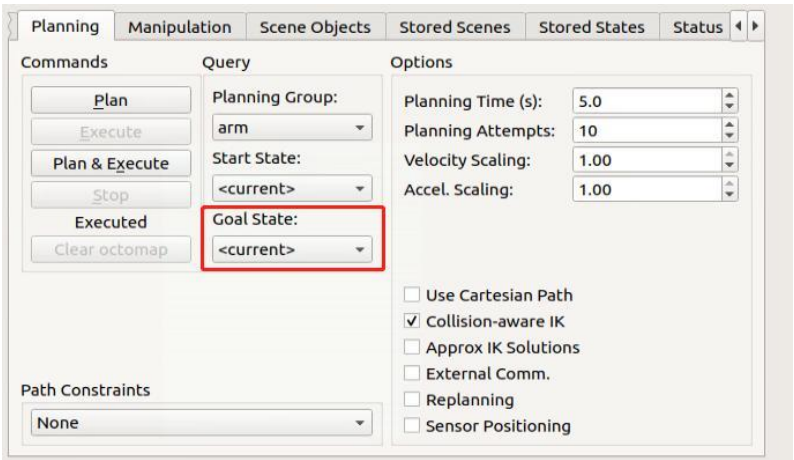 Planning Manipulation Scene Objects Stored Scenes Stored States Status
Commands
Plan
Execute
Plan & Execute
Stop
Executed
Clear octomap
Query
Planning Group:
arm
Start State:
<current>
Goal State:
<current>
Options
Planning Time (s): 5.0
Planning Attempts: 10
Velocity Scaling: 1.00
Accel. Scaling: 1.00
Use Cartesian Path
Collision-aware IK
Approx IK Solutions
External Comm.
Replanning
Sensor Positioning
Path Constraints
None